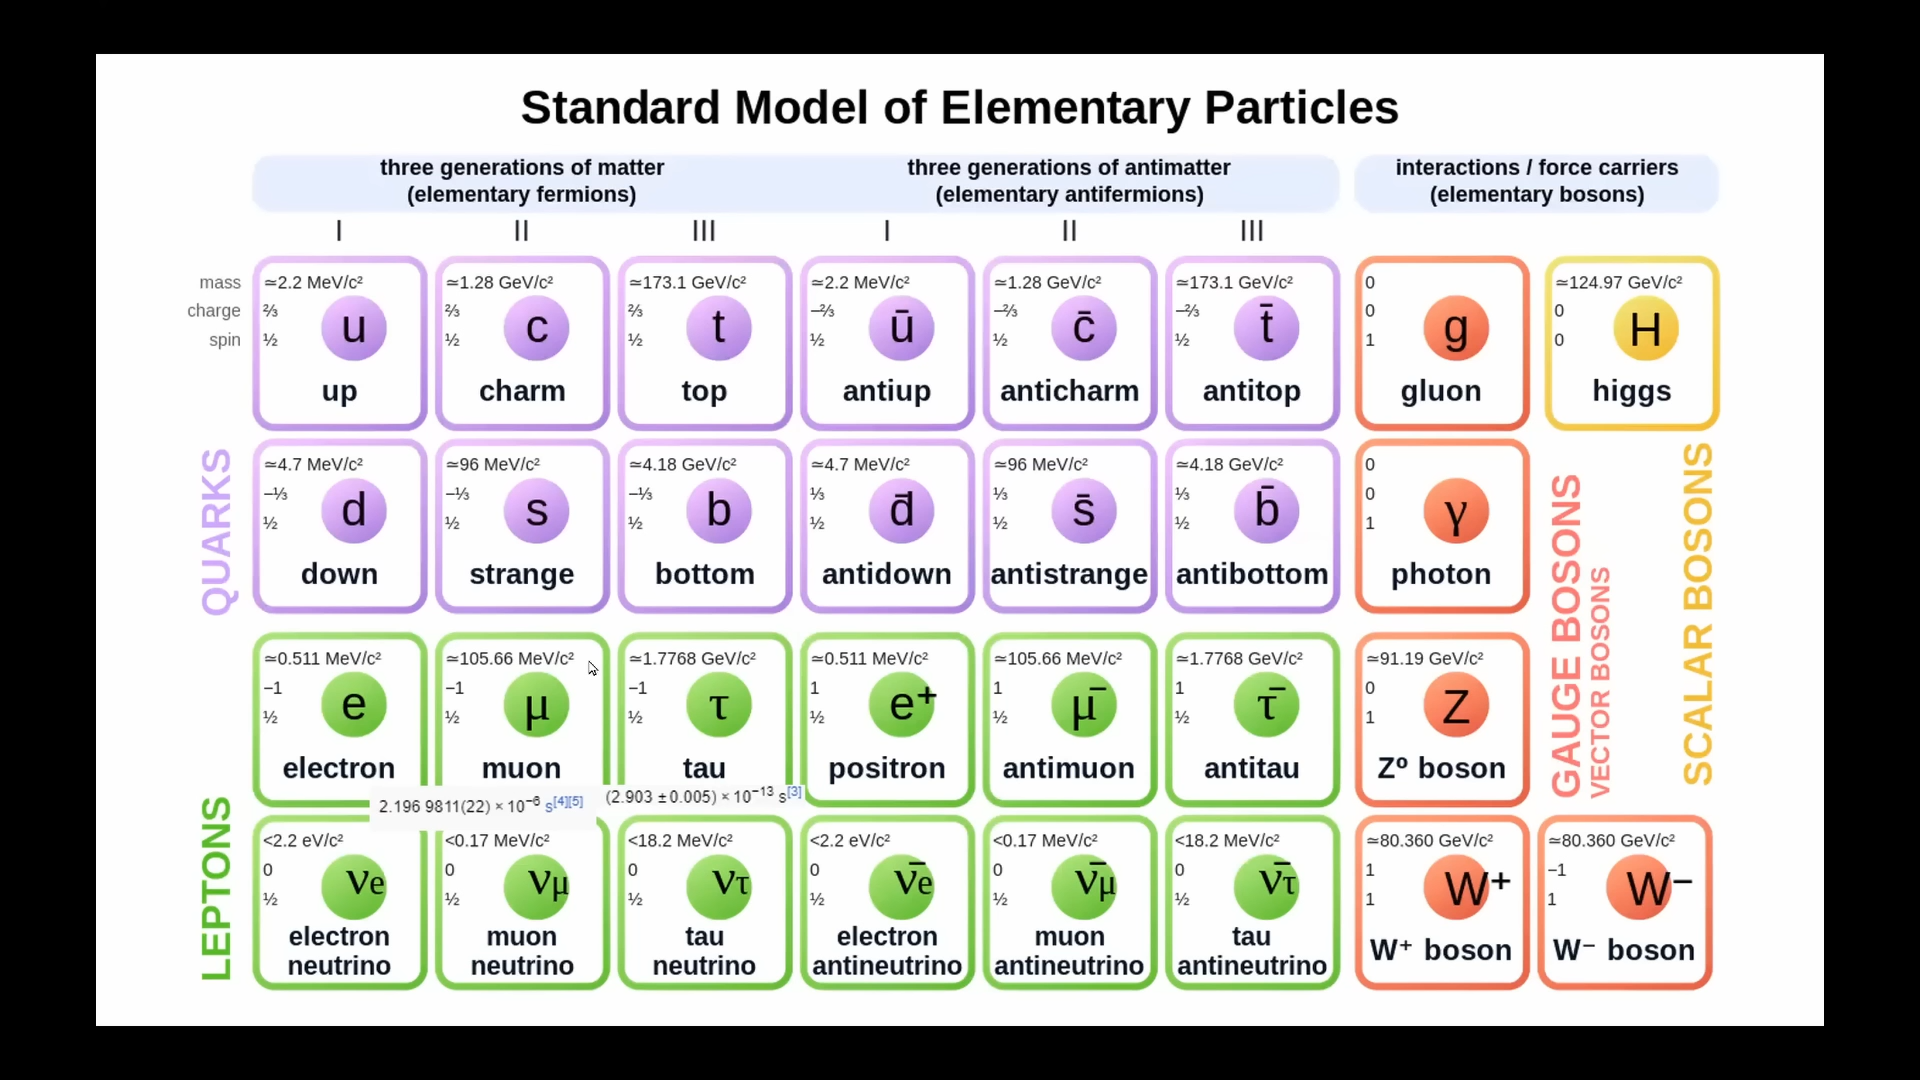 Standard Model of Elementary Particles
three generations of matter
(elementary fermions)
three generations of antimatter
(elementary antifermions)
interactions / force carriers
(elementary bosons)
I
II
III
I
II
III
mass
charge
spin
≃2.2 MeV/c²
⅔
½
u
up
≃1.28 GeV/c²
⅔
½
c
charm
≃173.1 GeV/c²
⅔
½
t
top
≃2.2 MeV/c²
−⅔
½
ū
antiup
≃1.28 GeV/c²
−⅔
½
c̄
anticharm
≃173.1 GeV/c²
−⅔
½
t̄
antitop
0
0
1
g
gluon
≃124.97 GeV/c²
0
0
H
higgs
QUARKS
≃4.7 MeV/c²
−⅓
½
d
down
≃96 MeV/c²
−⅓
½
s
strange
≃4.18 GeV/c²
−⅓
½
b
bottom
≃4.7 MeV/c²
⅓
½
d̄
antidown
≃96 MeV/c²
⅓
½
s̄
antistrange
≃4.18 GeV/c²
⅓
½
b̄
antibottom
0
0
1
γ
photon
GAUGE BOSONS
VECTOR BOSONS
SCALAR BOSONS
≃0.511 MeV/c²
−1
½
e
electron
≃105.66 MeV/c²
−1
½
μ
muon
≃1.7768 GeV/c²
−1
½
τ
tau
≃0.511 MeV/c²
1
½
e⁺
positron
≃105.66 MeV/c²
1
½
μ̄
antimuon
≃1.7768 GeV/c²
1
½
τ̄
antitau
≃91.19 GeV/c²
0
1
Z
Z⁰ boson
2.196 9811(22) × 10⁻⁶ s[4][5]
(2.903 ± 0.005) × 10⁻¹³ s[3]
LEPTONS
<2.2 eV/c²
0
½
νe
electron
neutrino
<0.17 MeV/c²
0
½
νμ
muon
neutrino
<18.2 MeV/c²
0
½
ντ
tau
neutrino
<2.2 eV/c²
0
½
ν̄e
electron
antineutrino
<0.17 MeV/c²
0
½
ν̄μ
muon
antineutrino
<18.2 MeV/c²
0
½
ν̄τ
tau
antineutrino
≃80.360 GeV/c²
1
1
W⁺
W⁺ boson
≃80.360 GeV/c²
−1
1
W⁻
W⁻ boson